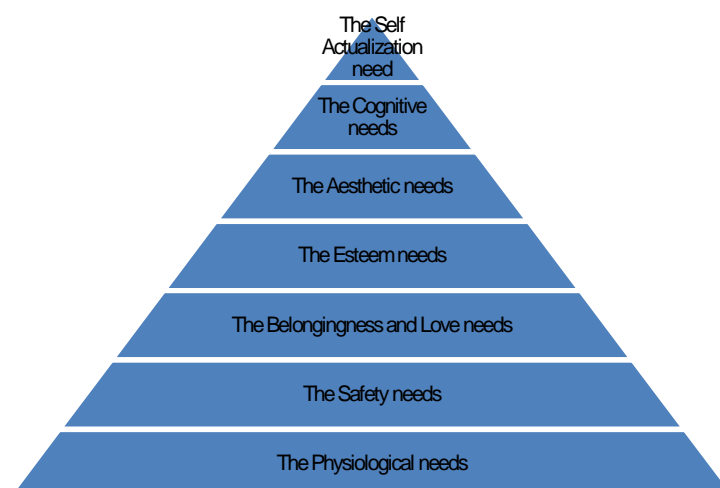 The Self
Actualization
need
The Cognitive
needs
The Aesthetic needs
The Esteem needs
The Belongingness and Love needs
The Safety needs
The Physiological needs